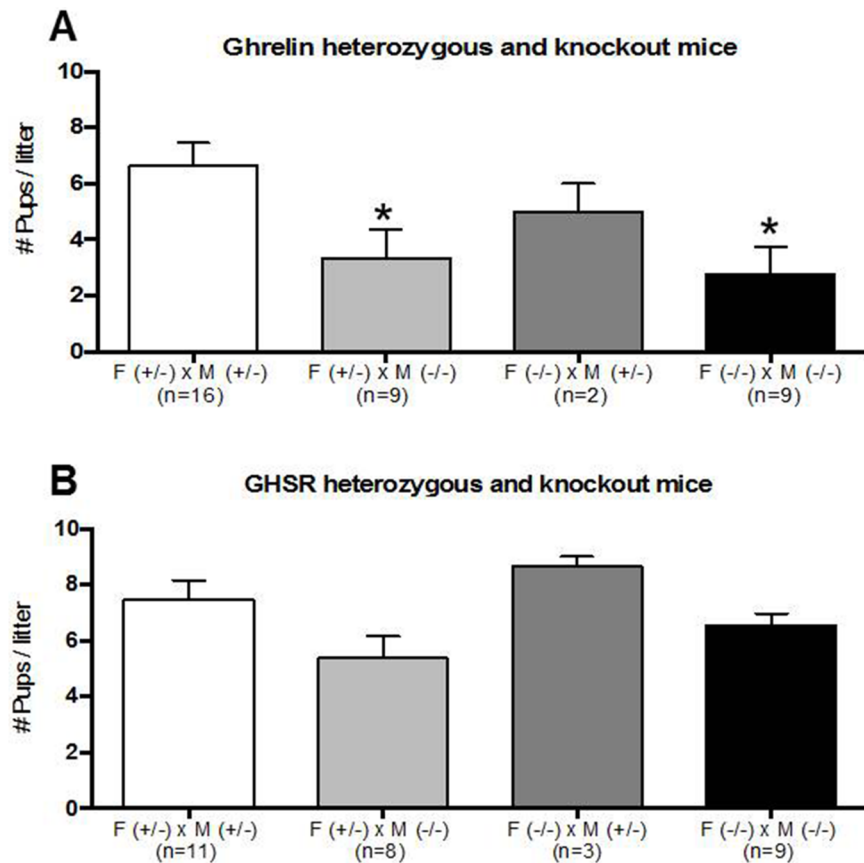 A
Ghrelin heterozygous and knockout mice
10
8
6
4
2
0
# Pups / litter
*
*
F (+/-) x M (+/-) F (+/-) x M (-/-) F (-/-) x M (+/-) F (-/-) x M (-/-)
(n=16) (n=9) (n=2) (n=9)
B
GHSR heterozygous and knockout mice
10
8
6
4
2
0
# Pups / litter
F (+/-) x M (+/-) F (+/-) x M (-/-) F (-/-) x M (+/-) F (-/-) x M (-/-)
(n=11) (n=8) (n=3) (n=9)